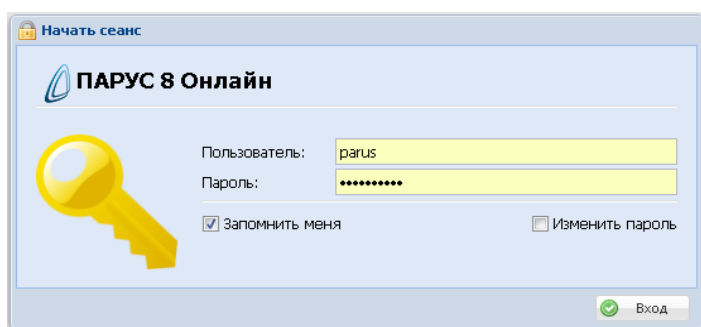 Начать сеанс
ПАРУС 8 Онлайн
Пользователь: parus
Пароль: ••••••••••
Запомнить меня Изменить пароль
Вход